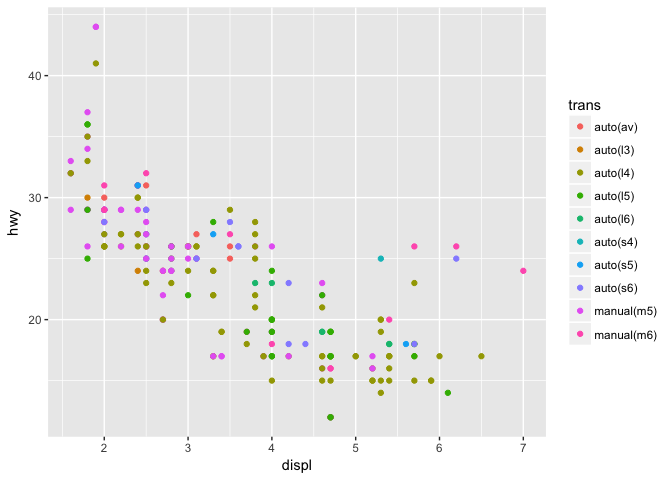 hwy
40
30
20
2 3 4 5 6 7
displ
trans
auto(av)
auto(l3)
auto(l4)
auto(l5)
auto(l6)
auto(s4)
auto(s5)
auto(s6)
manual(m5)
manual(m6)